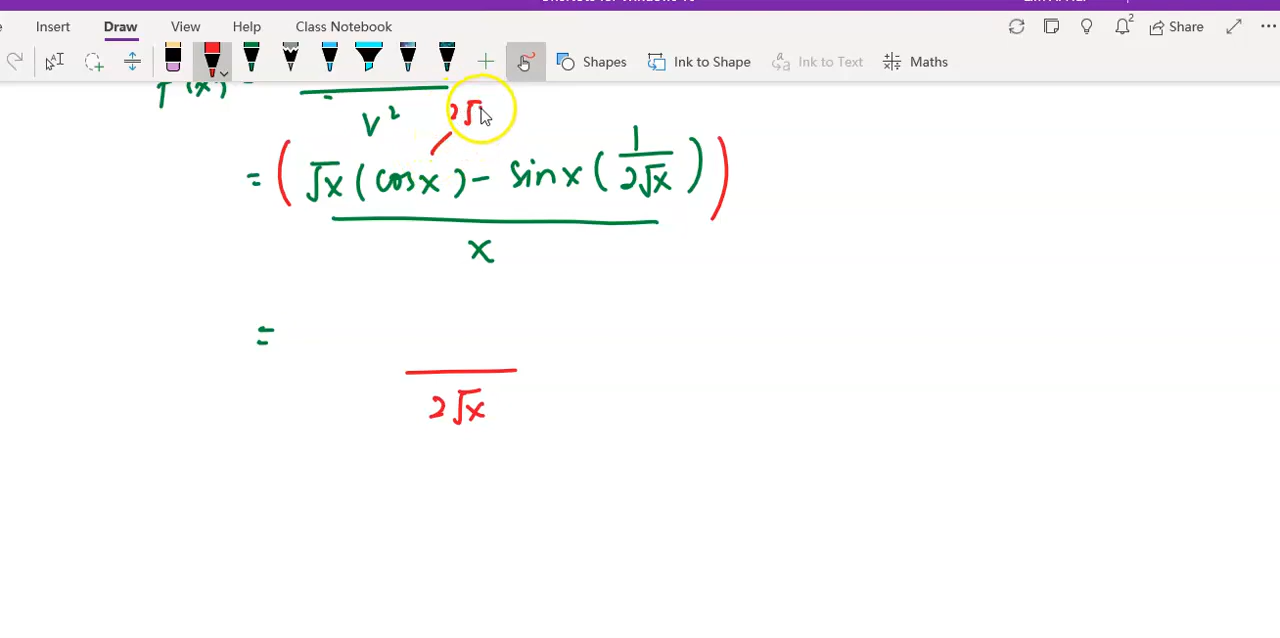 Insert Draw View Help Class Notebook 2 Share
Shapes Ink to Shape Ink to Text Maths
(x) =
v²
2√
= ( √x (cosx) - sinx ( 1 / 2√x ) )
x
=
2√x